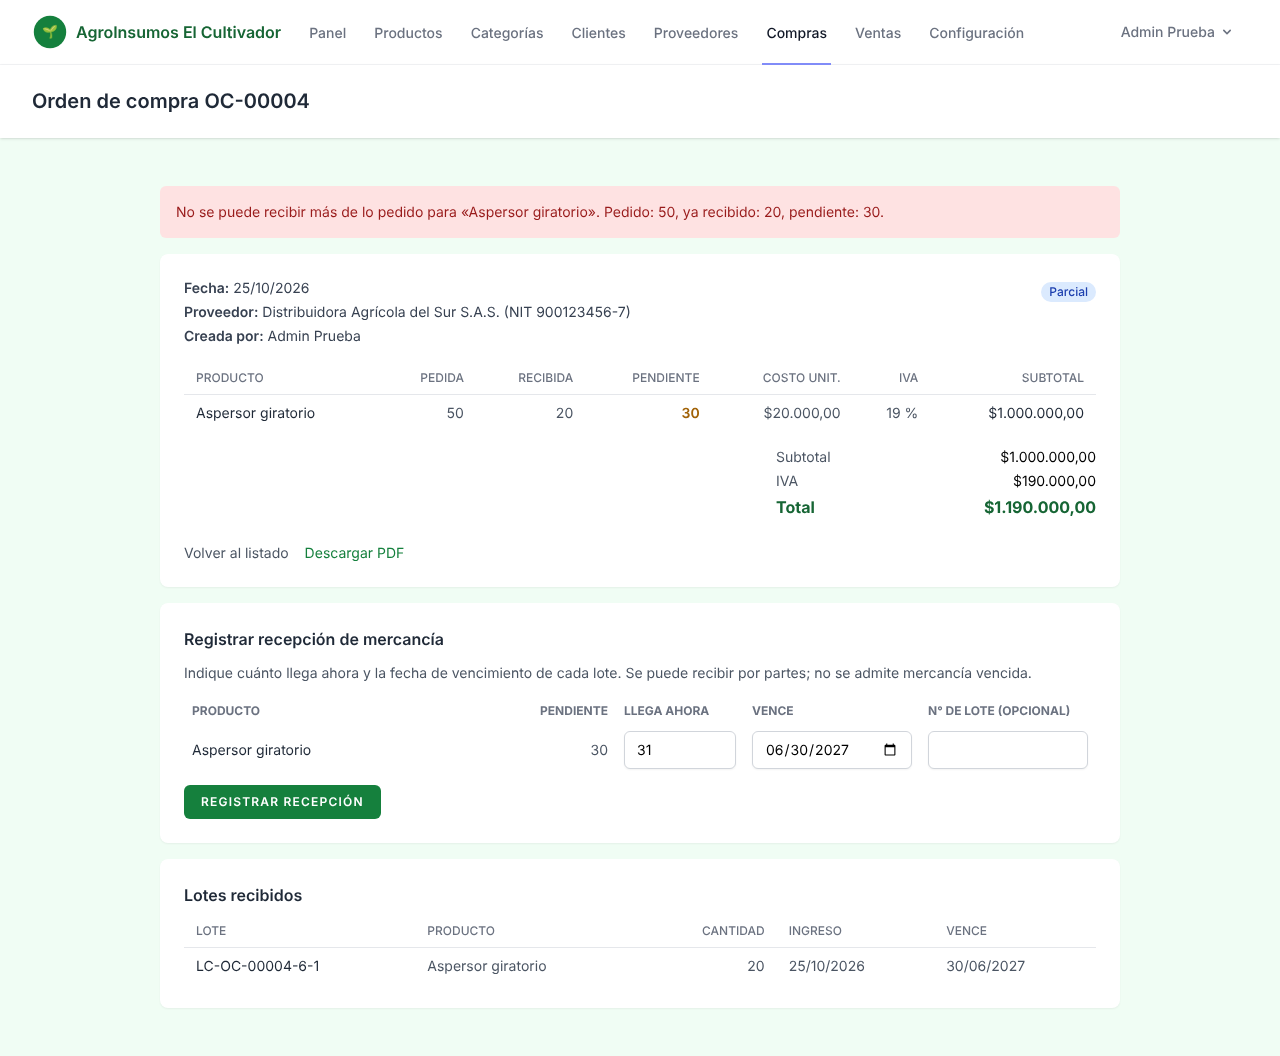 AgroInsumos El Cultivador Panel Productos Categorías Clientes Proveedores Compras Ventas Configuración Admin Prueba
Orden de compra OC-00004
No se puede recibir más de lo pedido para «Aspersor giratorio». Pedido: 50, ya recibido: 20, pendiente: 30.
Fecha: 25/10/2026 Parcial
Proveedor: Distribuidora Agrícola del Sur S.A.S. (NIT 900123456-7)
Creada por: Admin Prueba
PRODUCTO PEDIDA RECIBIDA PENDIENTE COSTO UNIT. IVA SUBTOTAL
Aspersor giratorio 50 20 30 $20.000,00 19 % $1.000.000,00
Subtotal $1.000.000,00
IVA $190.000,00
Total $1.190.000,00
Volver al listado Descargar PDF
Registrar recepción de mercancía
Indique cuánto llega ahora y la fecha de vencimiento de cada lote. Se puede recibir por partes; no se admite mercancía vencida.
PRODUCTO PENDIENTE LLEGA AHORA VENCE N° DE LOTE (OPCIONAL)
Aspersor giratorio 30 31 06/30/2027
REGISTRAR RECEPCIÓN
Lotes recibidos
LOTE PRODUCTO CANTIDAD INGRESO VENCE
LC-OC-00004-6-1 Aspersor giratorio 20 25/10/2026 30/06/2027